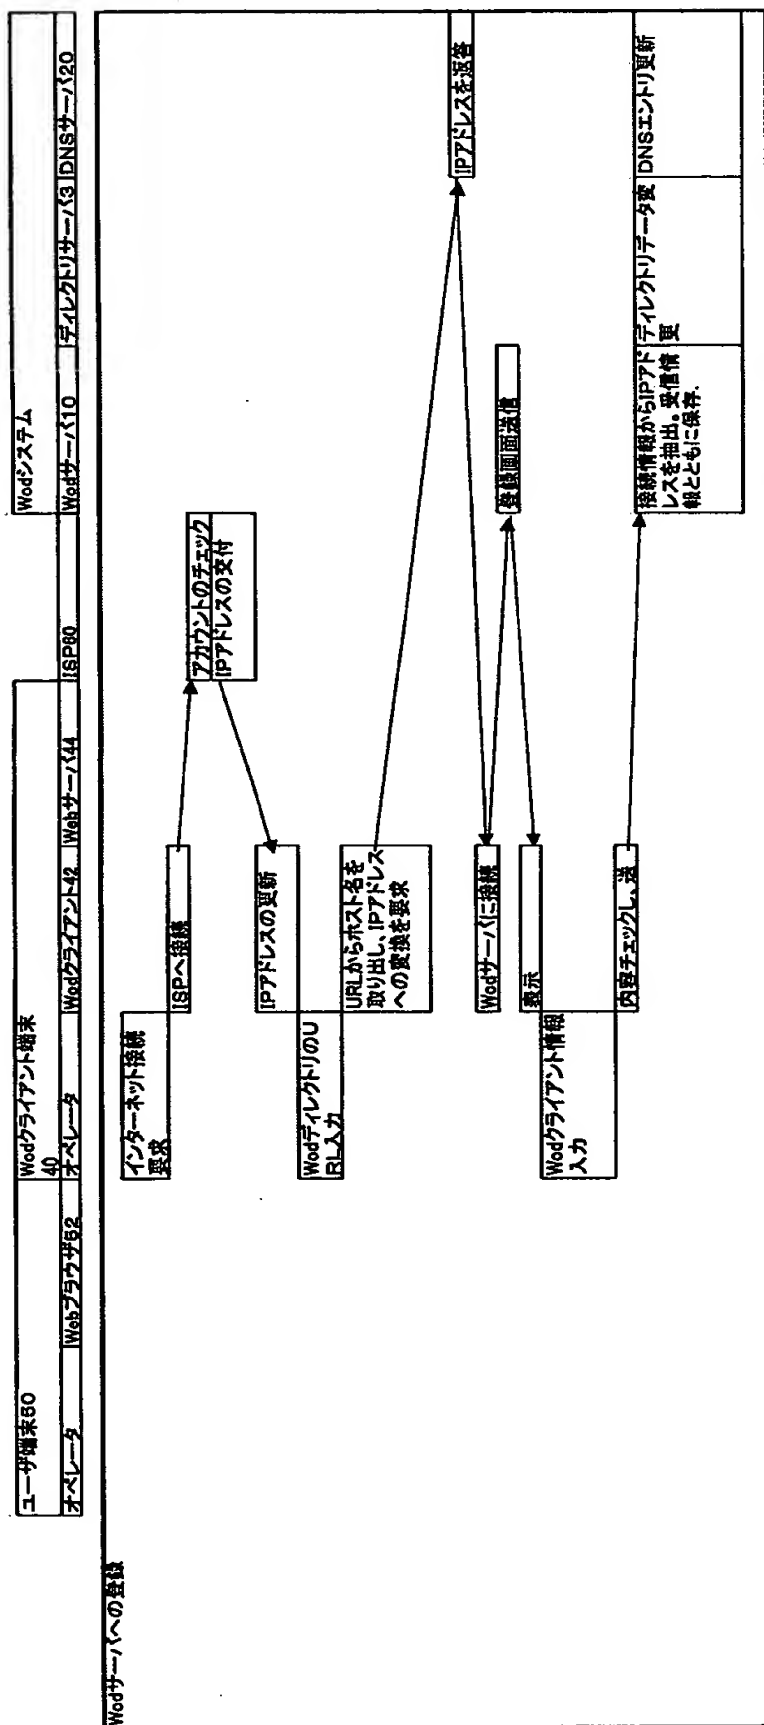 ユーザ端末50
Wodクライアント端末
40
Wodシステム
オペレータ
Webブラウザ52
オペレータ
Wodクライアント42
Webサーバ44
ISP60
Wodサーバ10
ディレクトリサーバ3
DNSサーバ20
Wodサーバへの登録
インターネット接続
要求
ISPへ接続
アカウントのチェック
IPアドレスの交付
IPアドレスの更新
WodディレクトリのU
RL入力
URLからホスト名を
取り出し、IPアドレス
への変換を要求
IPアドレスを返答
Wodサーバに接続
登録画面送信
表示
Wodクライアント情報
入力
内容チェックし、送
接続情報からIPアド
レスを抽出。受信情
報とともに保存.
ディレクトリデータ変
更
DNSエントリ更新